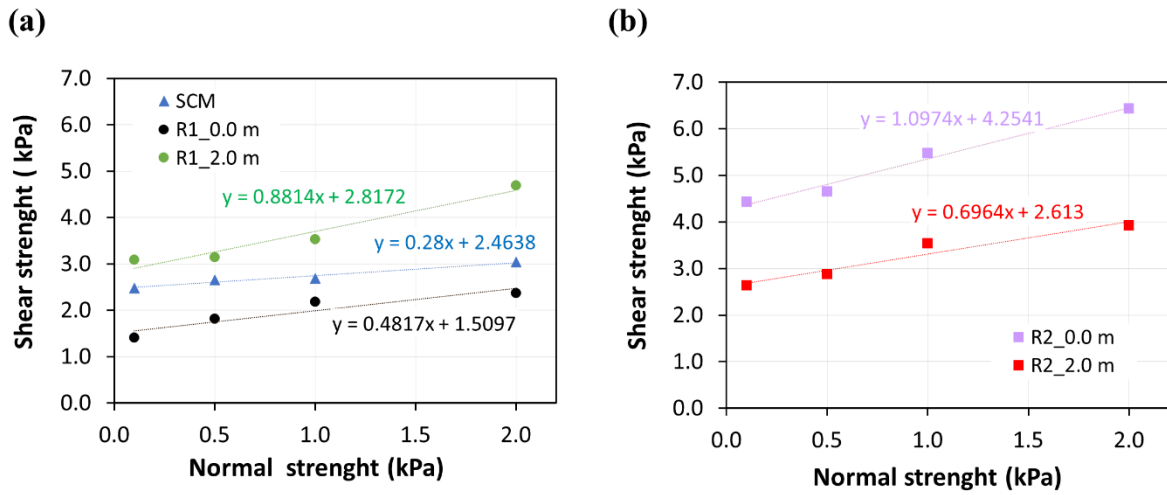 (a)
Shear strenght ( kPa)
7.0
6.0
5.0
4.0
3.0
2.0
1.0
0.0
SCM
R1_0.0 m
R1_2.0 m
y = 0.8814x + 2.8172
y = 0.28x + 2.4638
y = 0.4817x + 1.5097
0.0 0.5 1.0 1.5 2.0
Normal strenght (kPa)
(b)
Shear strenght (kPa)
7.0
6.0
5.0
4.0
3.0
2.0
1.0
0.0
y = 1.0974x + 4.2541
y = 0.6964x + 2.613
R2_0.0 m
R2_2.0 m
0.0 0.5 1.0 1.5 2.0
Normal strenght (kPa)